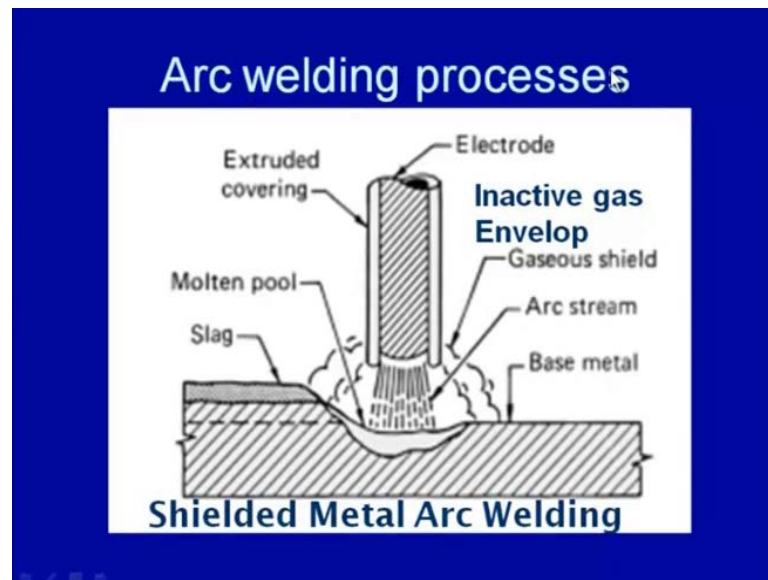 Arc welding processes
Extruded
covering
Electrode
Inactive gas
Envelop
Gaseous shield
Molten pool
Arc stream
Slag
Base metal
Shielded Metal Arc Welding